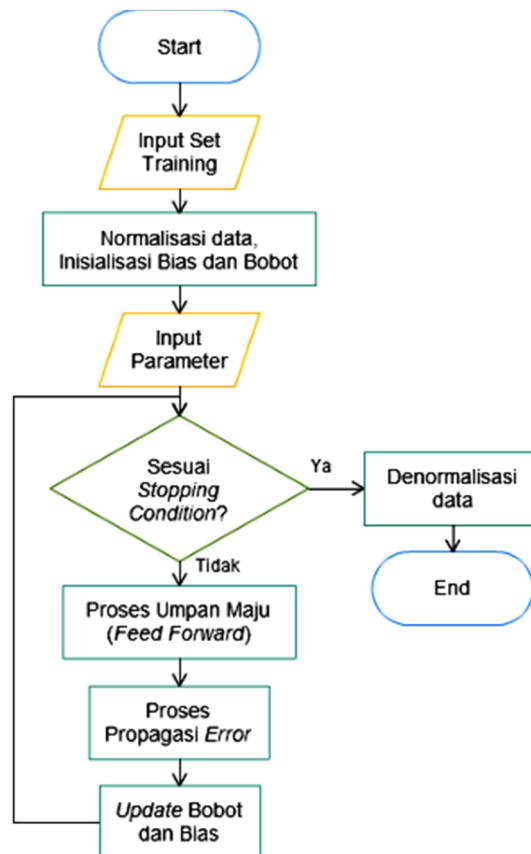 Start
Input Set
Training
Normalisasi data,
Inisialisasi Bias dan Bobot
Input
Parameter
Sesuai
Stopping
Condition?
Ya
Denormalisasi
data
End
Tidak
Proses Umpan Maju
(Feed Forward)
Proses
Propagasi Error
Update Bobot
dan Bias